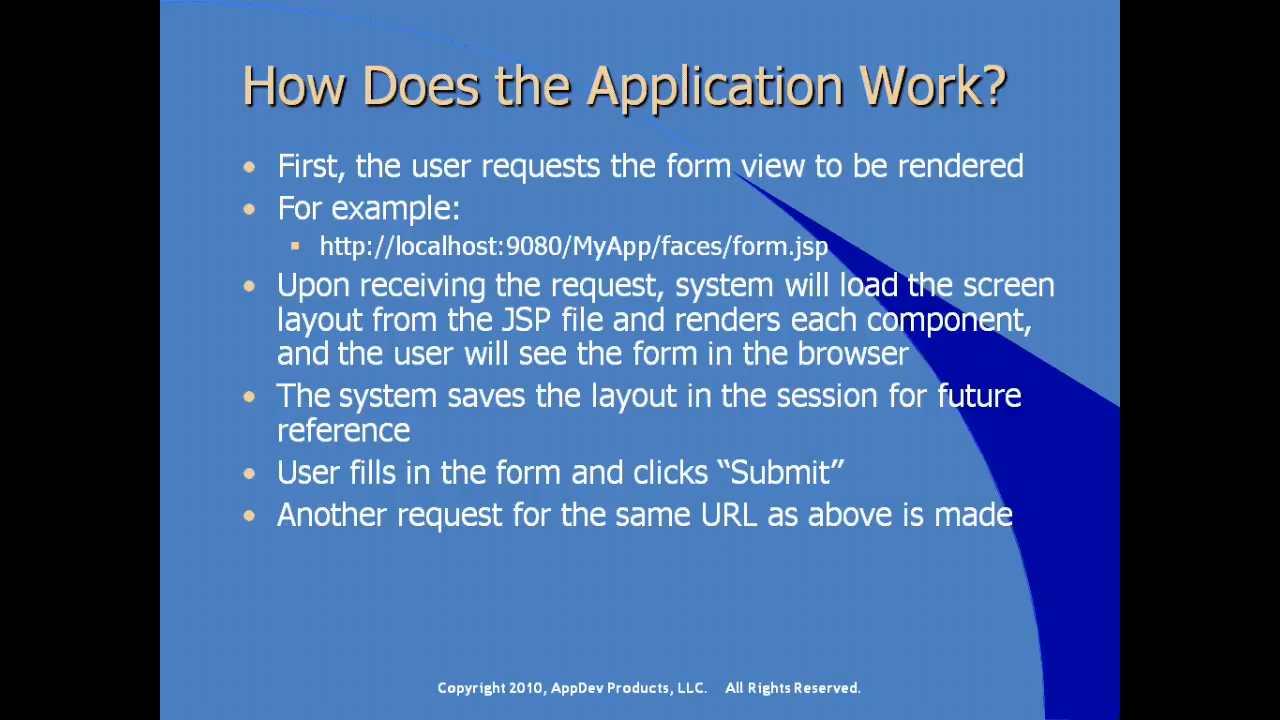 How Does the Application Work?
First, the user requests the form view to be rendered
For example:
http://localhost:9080/MyApp/faces/form.jsp
Upon receiving the request, system will load the screen
layout from the JSP file and renders each component,
and the user will see the form in the browser
The system saves the layout in the session for future
reference
User fills in the form and clicks “Submit”
Another request for the same URL as above is made
Copyright 2010, AppDev Products, LLC. All Rights Reserved.